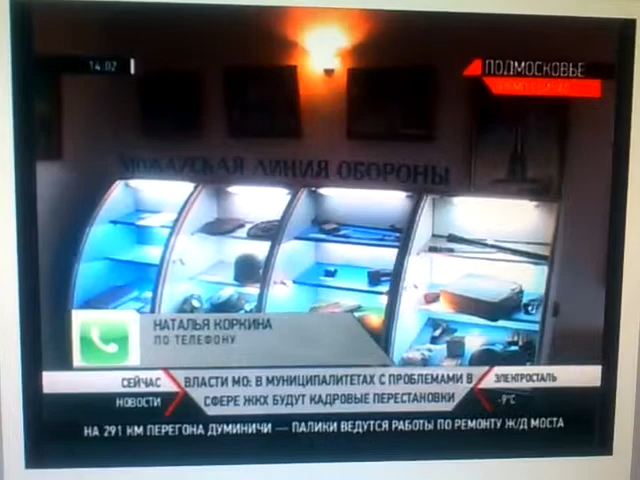 14:02
ПОДМОСКОВЬЕ
МОЖАЙСКАЯ ЛИНИЯ ОБОРОНЫ
НАТАЛЬЯ КОРКИНА
ПО ТЕЛЕФОНУ
СЕЙЧАС
ВЛАСТИ МО: В МУНИЦИПАЛИТЕТАХ С ПРОБЛЕМАМИ В
ЭЛЕКТРОСТАЛЬ
НОВОСТИ
СФЕРЕ ЖКХ БУДУТ КАДРОВЫЕ ПЕРЕСТАНОВКИ
-9°C
НА 291 КМ ПЕРЕГОНА ДУМИНИЧИ — ПАЛИКИ ВЕДУТСЯ РАБОТЫ ПО РЕМОНТУ Ж/Д МОСТА